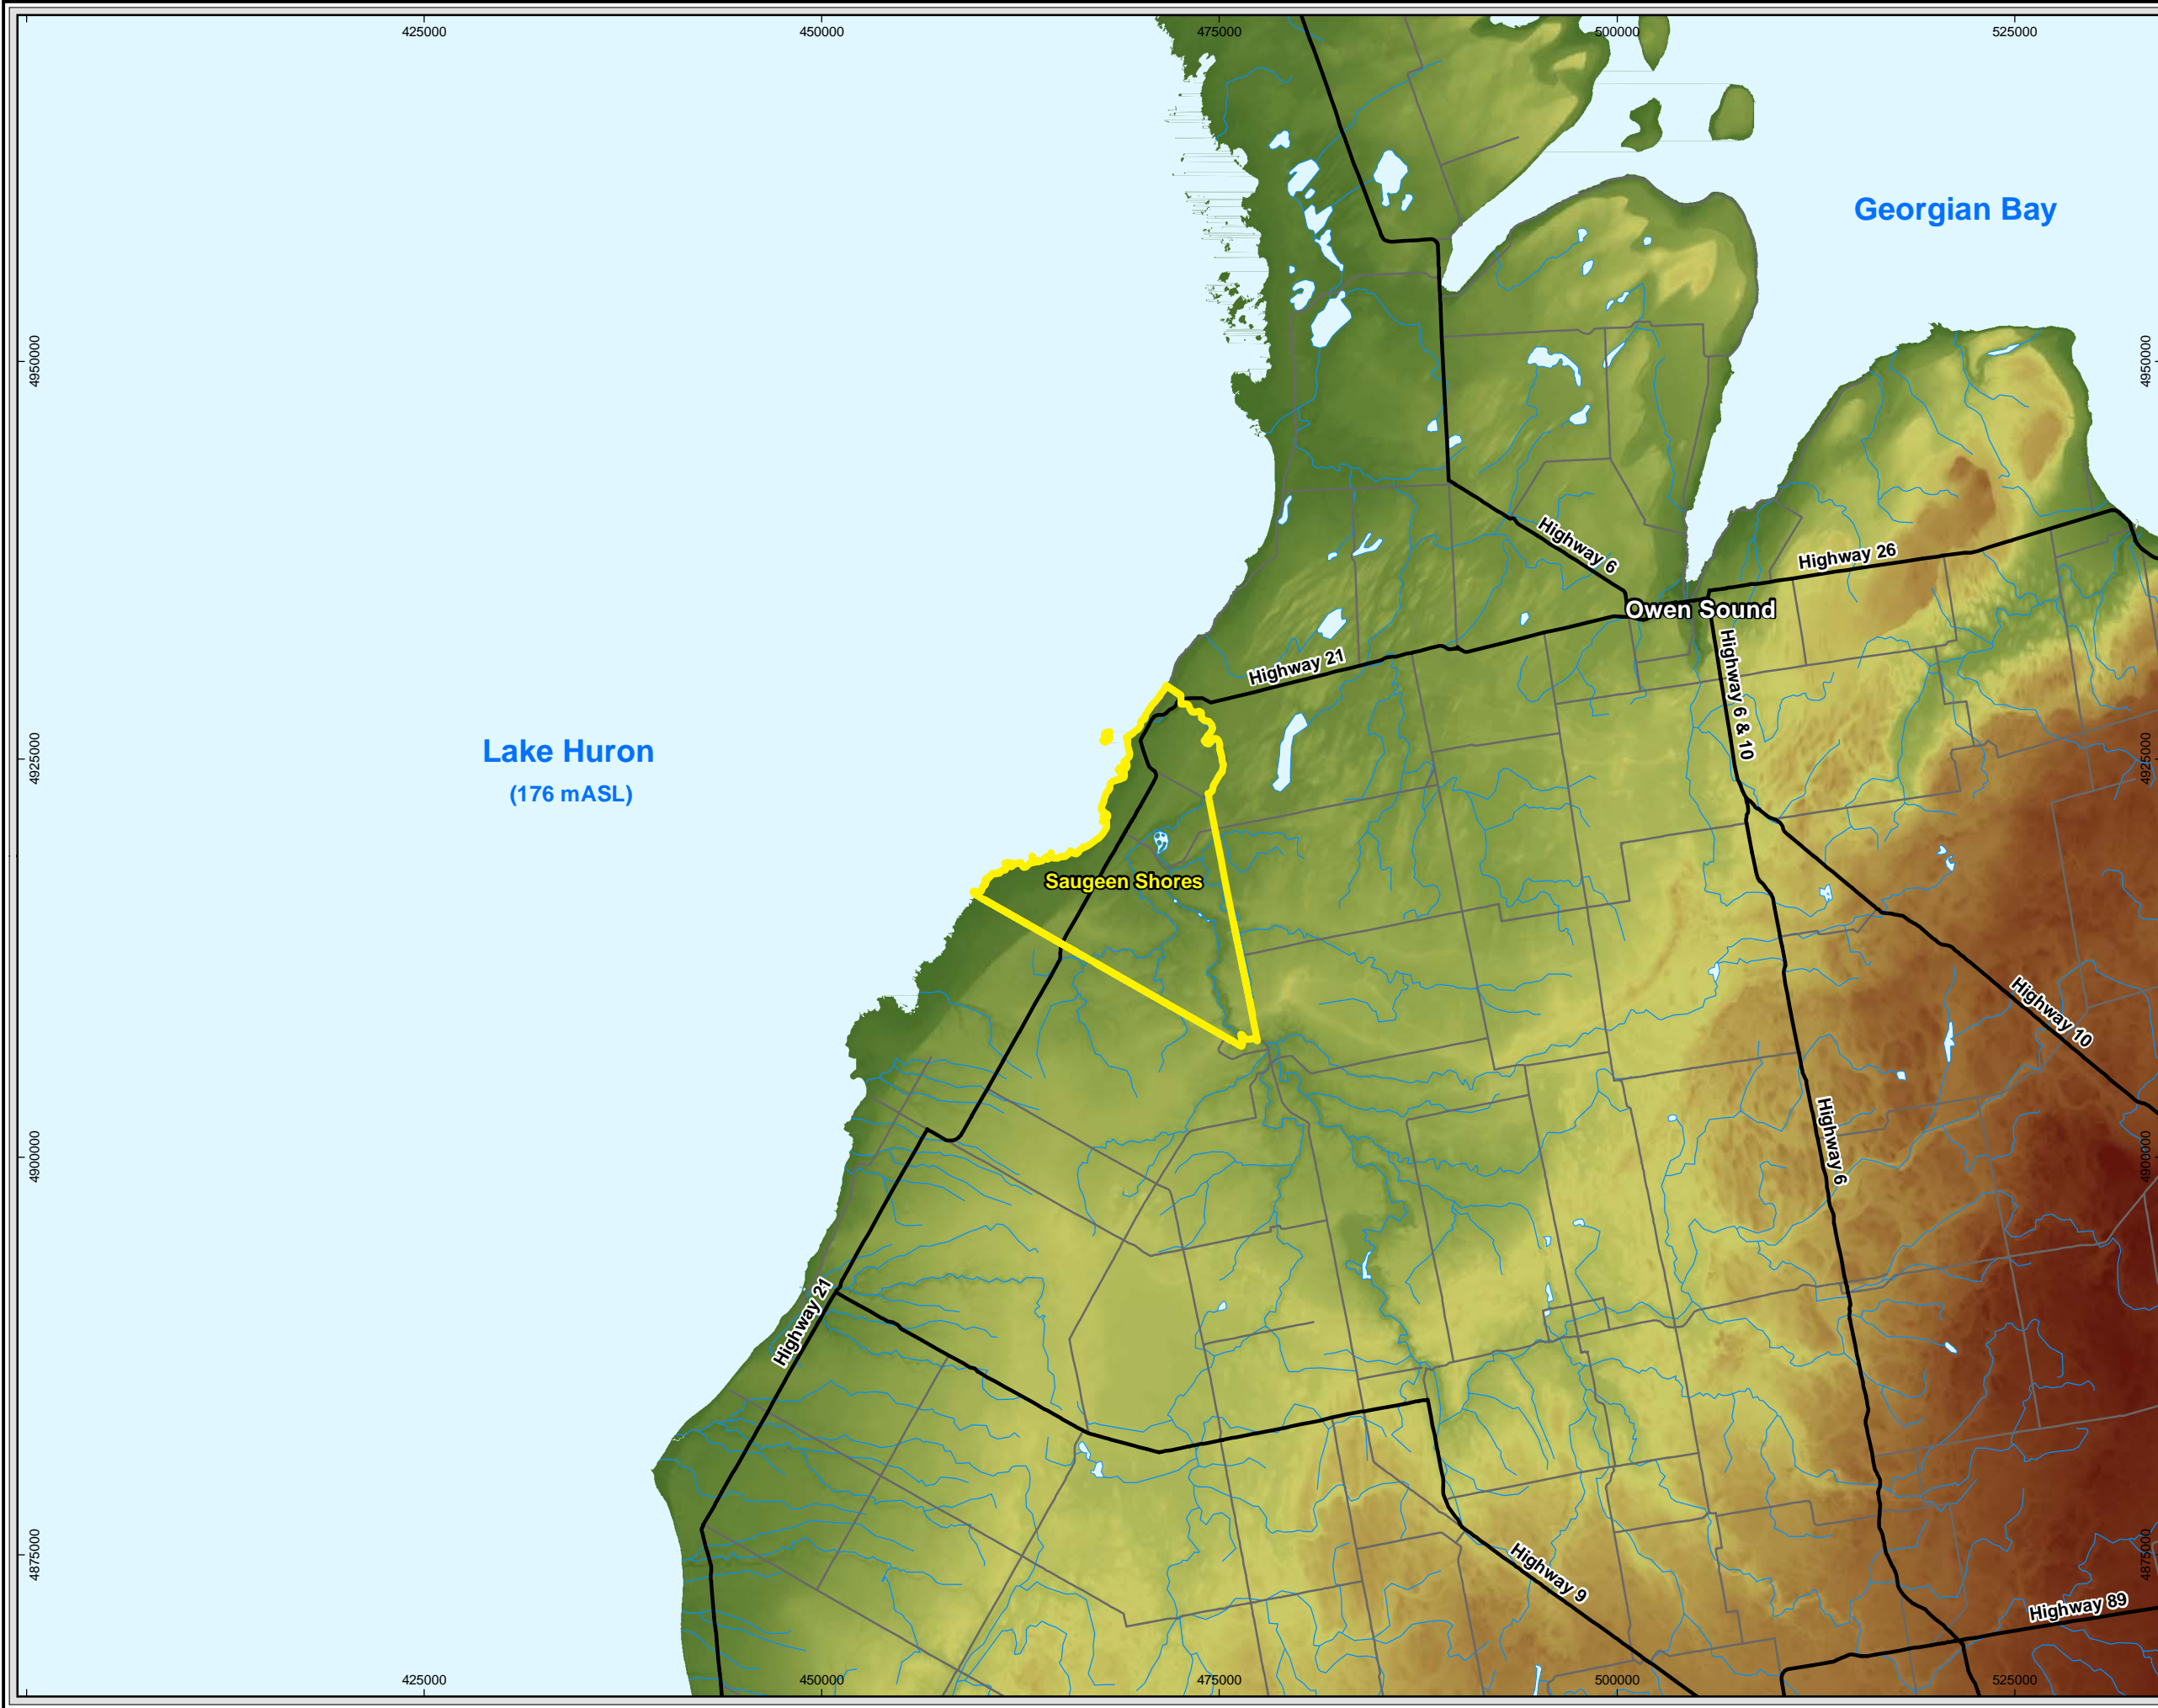 425000
450000
475000
500000
525000
Georgian Bay
4950000
4950000
Highway 6
Highway 26
Owen Sound
Highway 21
Highway 6 & 10
Lake Huron
(176 mASL)
4925000
4925000
Saugeen Shores
Highway 10
Highway 6
4900000
4900000
Highway 21
4875000
4875000
Highway 9
Highway 89
425000
450000
475000
500000
525000